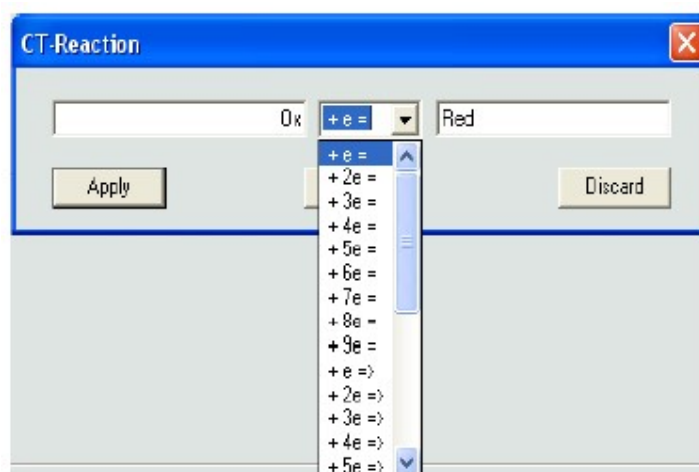 CT-Reaction
Ox + e = Red
Apply Discard
+ e =
+ 2e =
+ 3e =
+ 4e =
+ 5e =
+ 6e =
+ 7e =
+ 8e =
+ 9e =
+ e =>
+ 2e =>
+ 3e =>
+ 4e =>
+ 5e =>